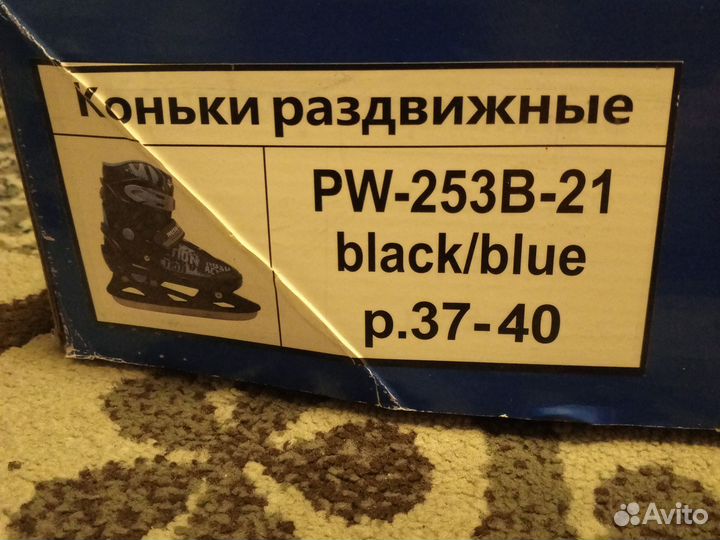 Коньки раздвижные
PW-253B-21
black/blue
р.37-40
Avito